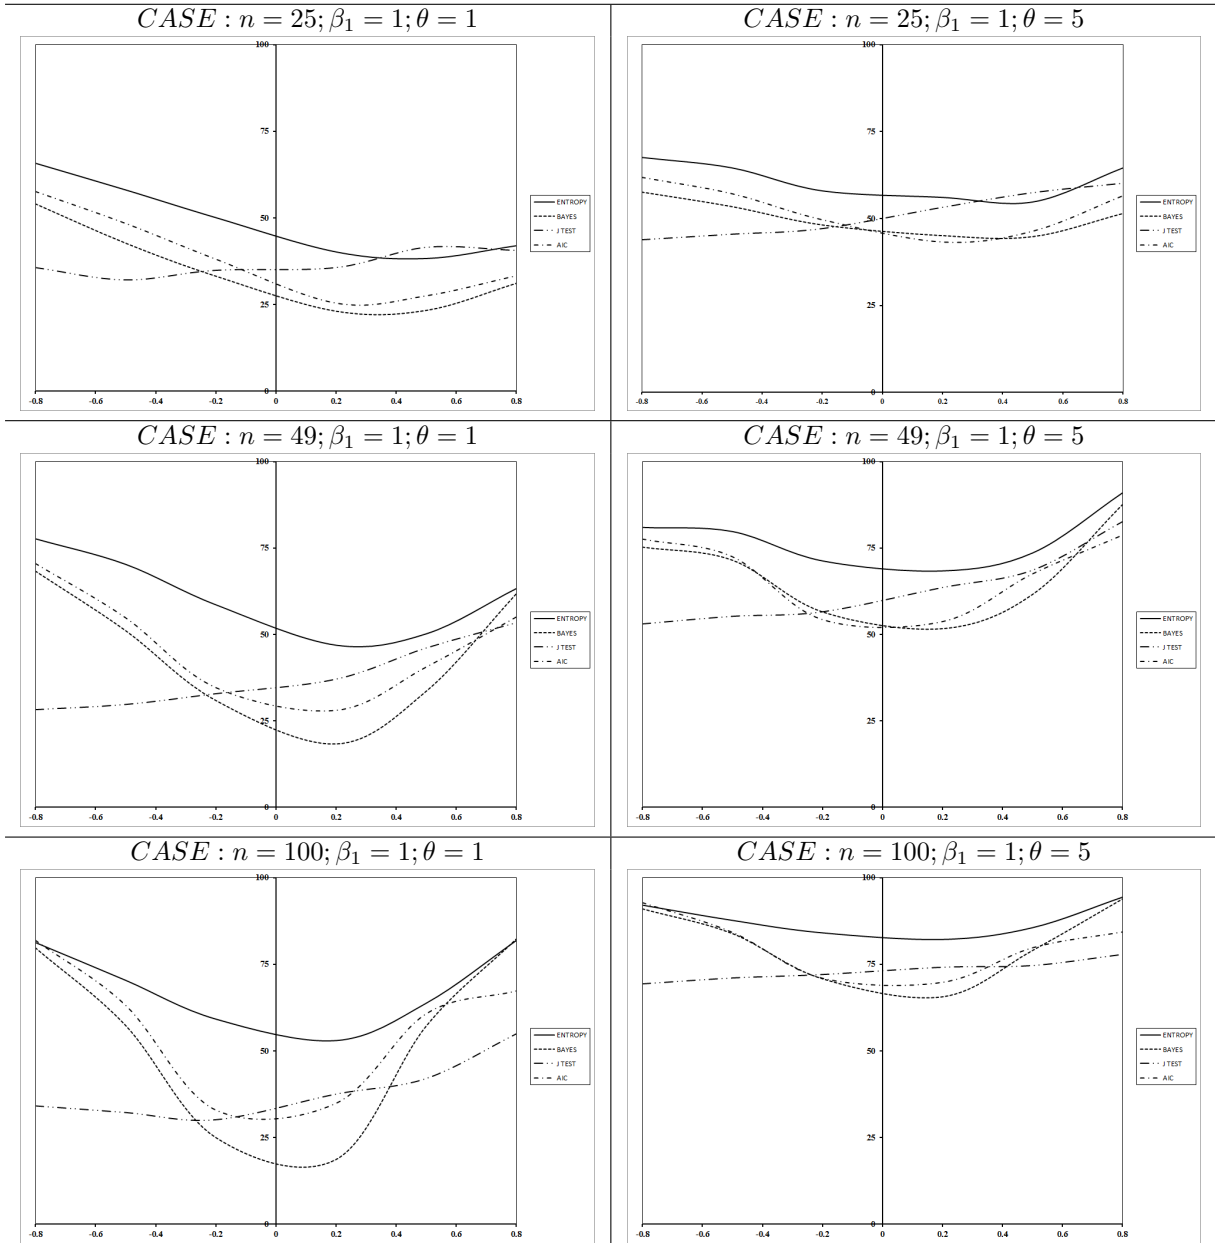 CASE : n = 25; β₁ = 1; θ = 1
100
75
50
25
0
-0.8 -0.6 -0.4 -0.2 0 0.2 0.4 0.6 0.8
ENTROPY
BAYES
J TEST
AIC
CASE : n = 25; β₁ = 1; θ = 5
100
75
50
25
0
-0.8 -0.6 -0.4 -0.2 0 0.2 0.4 0.6 0.8
ENTROPY
BAYES
J TEST
AIC
CASE : n = 49; β₁ = 1; θ = 1
100
75
50
25
0
-0.8 -0.6 -0.4 -0.2 0 0.2 0.4 0.6 0.8
ENTROPY
BAYES
J TEST
AIC
CASE : n = 49; β₁ = 1; θ = 5
100
75
50
25
0
-0.8 -0.6 -0.4 -0.2 0 0.2 0.4 0.6 0.8
ENTROPY
BAYES
J TEST
AIC
CASE : n = 100; β₁ = 1; θ = 1
100
75
50
25
0
-0.8 -0.6 -0.4 -0.2 0 0.2 0.4 0.6 0.8
ENTROPY
BAYES
J TEST
AIC
CASE : n = 100; β₁ = 1; θ = 5
100
75
50
25
0
-0.8 -0.6 -0.4 -0.2 0 0.2 0.4 0.6 0.8
ENTROPY
BAYES
J TEST
AIC